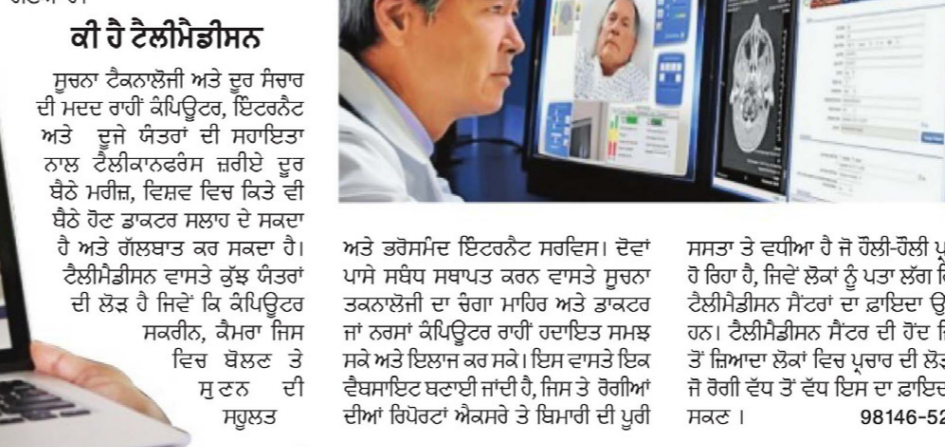 ਕੀ ਹੈ ਟੈਲੀਮੈਡੀਸਨ
ਸੂਚਨਾ ਟੈਕਨਾਲੋਜੀ ਅਤੇ ਦੂਰ ਸੰਚਾਰ
ਦੀ ਮਦਦ ਰਾਹੀਂ ਕੰਪਿਊਟਰ, ਇੰਟਰਨੈਟ
ਅਤੇ ਦੂਜੇ ਯੰਤਰਾਂ ਦੀ ਸਹਾਇਤਾ
ਨਾਲ ਟੈਲੀਕਾਨਫਰੰਸ ਜ਼ਰੀਏ ਦੂਰ
ਬੈਠੇ ਮਰੀਜ਼, ਵਿਸ਼ਵ ਵਿਚ ਕਿਤੇ ਵੀ
ਬੈਠੇ ਹੋਣ ਡਾਕਟਰ ਸਲਾਹ ਦੇ ਸਕਦਾ
ਹੈ ਅਤੇ ਗੱਲਬਾਤ ਕਰ ਸਕਦਾ ਹੈ।
ਟੈਲੀਮੈਡੀਸਨ ਵਾਸਤੇ ਕੁੱਝ ਯੰਤਰਾਂ
ਦੀ ਲੋੜ ਹੈ ਜਿਵੇਂ ਕਿ ਕੰਪਿਊਟਰ
ਸਕਰੀਨ, ਕੈਮਰਾ ਜਿਸ
ਵਿਚ ਬੋਲਣ ਤੇ
ਸੁਣਨ ਦੀ
ਸਹੂਲਤ
ਅਤੇ ਭਰੋਸਮੰਦ ਇੰਟਰਨੈਟ ਸਰਵਿਸ। ਦੋਵਾਂ
ਪਾਸੇ ਸਬੰਧ ਸਥਾਪਤ ਕਰਨ ਵਾਸਤੇ ਸੂਚਨਾ
ਤਕਨਾਲੋਜੀ ਦਾ ਚੰਗਾ ਮਾਹਿਰ ਅਤੇ ਡਾਕਟਰ
ਜਾਂ ਨਰਸਾਂ ਕੰਪਿਊਟਰ ਰਾਹੀਂ ਹਦਾਇਤ ਸਮਝ
ਸਕੇ ਅਤੇ ਇਲਾਜ ਕਰ ਸਕੇ। ਇਸ ਵਾਸਤੇ ਇਕ
ਵੈਬਸਾਇਟ ਬਣਾਈ ਜਾਂਦੀ ਹੈ, ਜਿਸ ਤੇ ਰੋਗੀਆਂ
ਦੀਆਂ ਰਿਪੋਰਟਾਂ ਐਕਸਰੇ ਤੇ ਬਿਮਾਰੀ ਦੀ ਪੂਰੀ
ਸਸਤਾ ਤੇ ਵਧੀਆ ਹੈ ਜੋ ਹੌਲੀ-ਹੌਲੀ
ਹੋ ਰਿਹਾ ਹੈ, ਜਿਵੇਂ ਲੋਕਾਂ ਨੂੰ ਪਤਾ ਲੱਗ
ਟੈਲੀਮੈਡੀਸਨ ਸੈਂਟਰਾਂ ਦਾ ਫ਼ਾਇਦਾ
ਹਨ। ਟੈਲੀਮੈਡੀਸਨ ਸੈਂਟਰ ਦੀ ਹੋਂਦ
ਤੋਂ ਜ਼ਿਆਦਾ ਲੋਕਾਂ ਵਿਚ ਪ੍ਰਚਾਰ ਦੀ
ਜੋ ਰੋਗੀ ਵੱਧ ਤੋਂ ਵੱਧ ਇਸ ਦਾ
ਸਕਣ। 98146-52